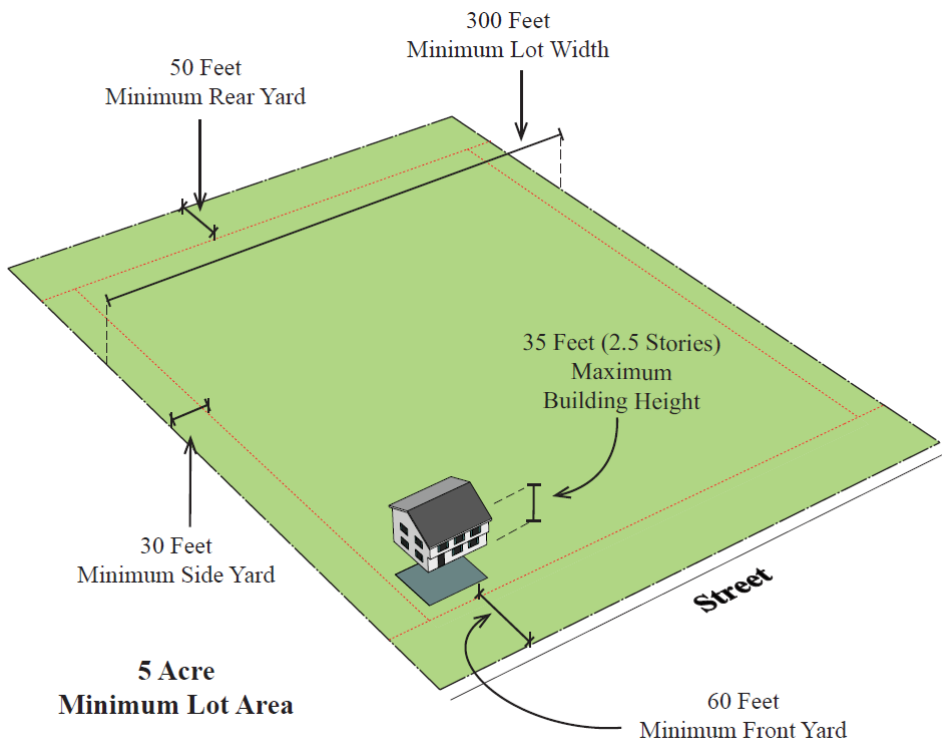 300 Feet
Minimum Lot Width
50 Feet
Minimum Rear Yard
35 Feet (2.5 Stories)
Maximum
Building Height
30 Feet
Minimum Side Yard
Street
5 Acre
Minimum Lot Area
60 Feet
Minimum Front Yard